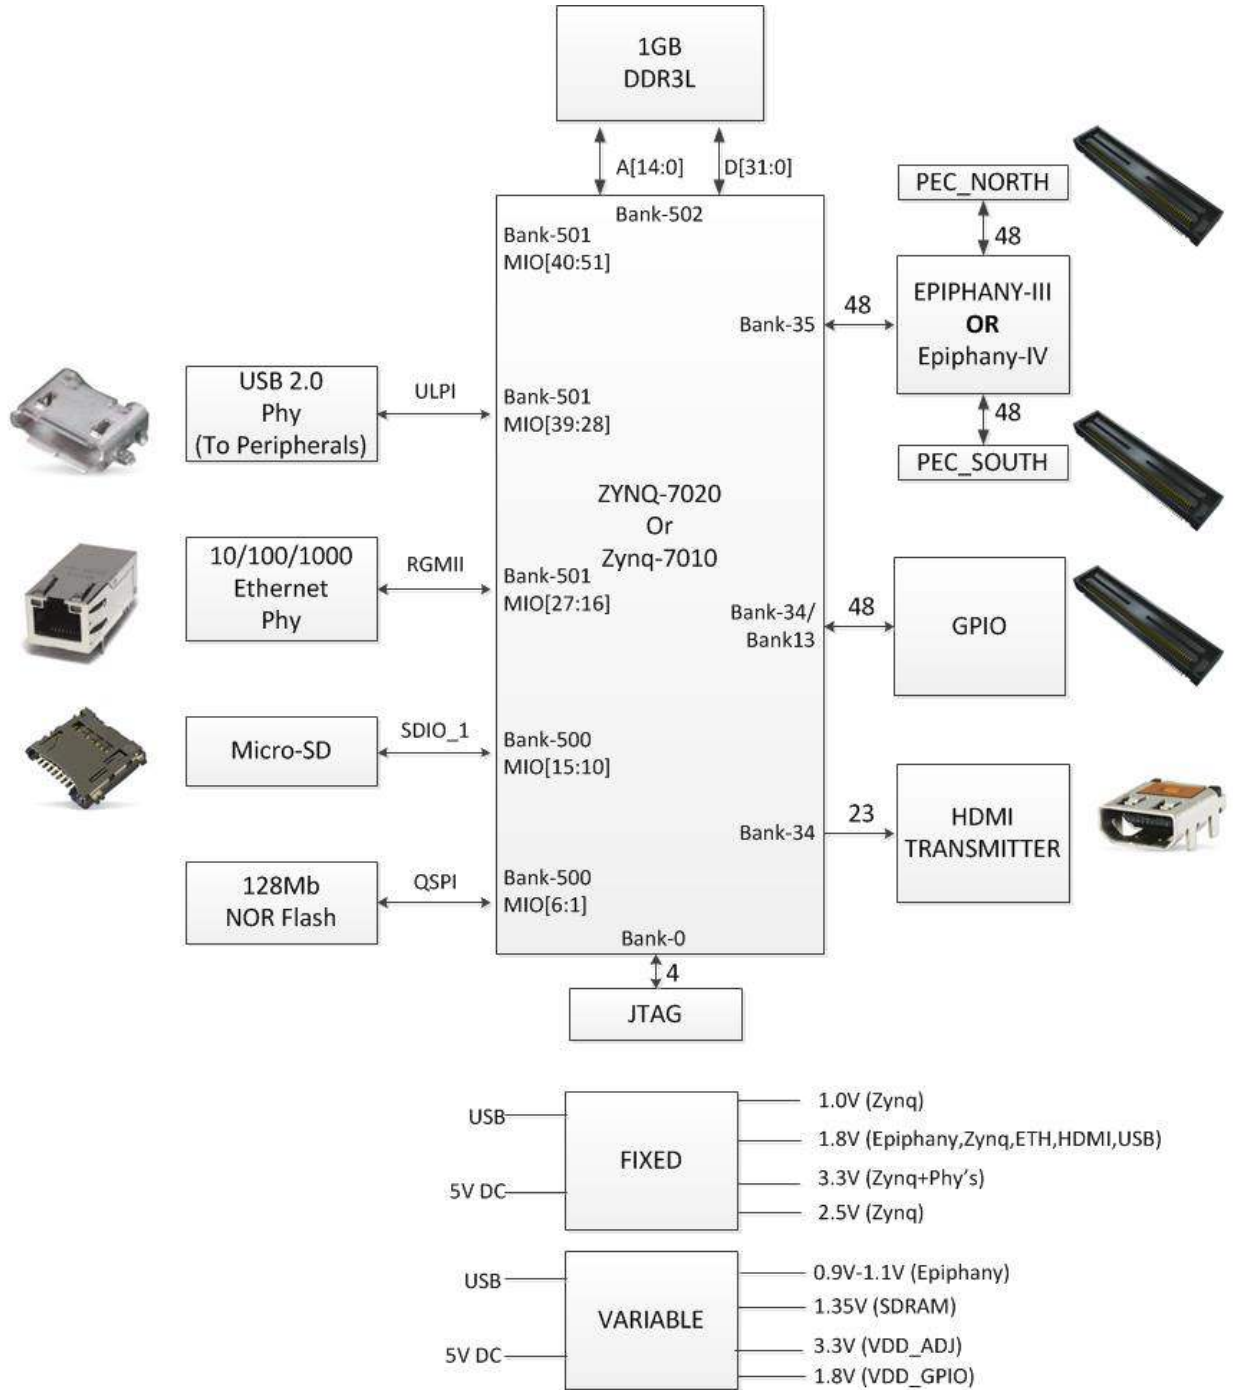 1GB
DDR3L
A[14:0]
D[31:0]
PEC_NORTH
48
Bank-502
Bank-501
MIO[40:51]
EPIPHANY-III
OR
Epiphany-IV
48
Bank-35
48
PEC_SOUTH
USB 2.0
Phy
(To Peripherals)
ULPI
Bank-501
MIO[39:28]
ZYNQ-7020
Or
Zynq-7010
10/100/1000
Ethernet
Phy
RGMII
Bank-501
MIO[27:16]
Bank-34/
Bank13
48
GPIO
Micro-SD
SDIO_1
Bank-500
MIO[15:10]
Bank-34
23
HDMI
TRANSMITTER
128Mb
NOR Flash
QSPI
Bank-500
MIO[6:1]
Bank-0
4
JTAG
USB
5V DC
FIXED
1.0V (Zynq)
1.8V (Epiphany,Zynq,ETH,HDMI,USB)
3.3V (Zynq+Phy's)
2.5V (Zynq)
USB
5V DC
VARIABLE
0.9V-1.1V (Epiphany)
1.35V (SDRAM)
3.3V (VDD_ADJ)
1.8V (VDD_GPIO)